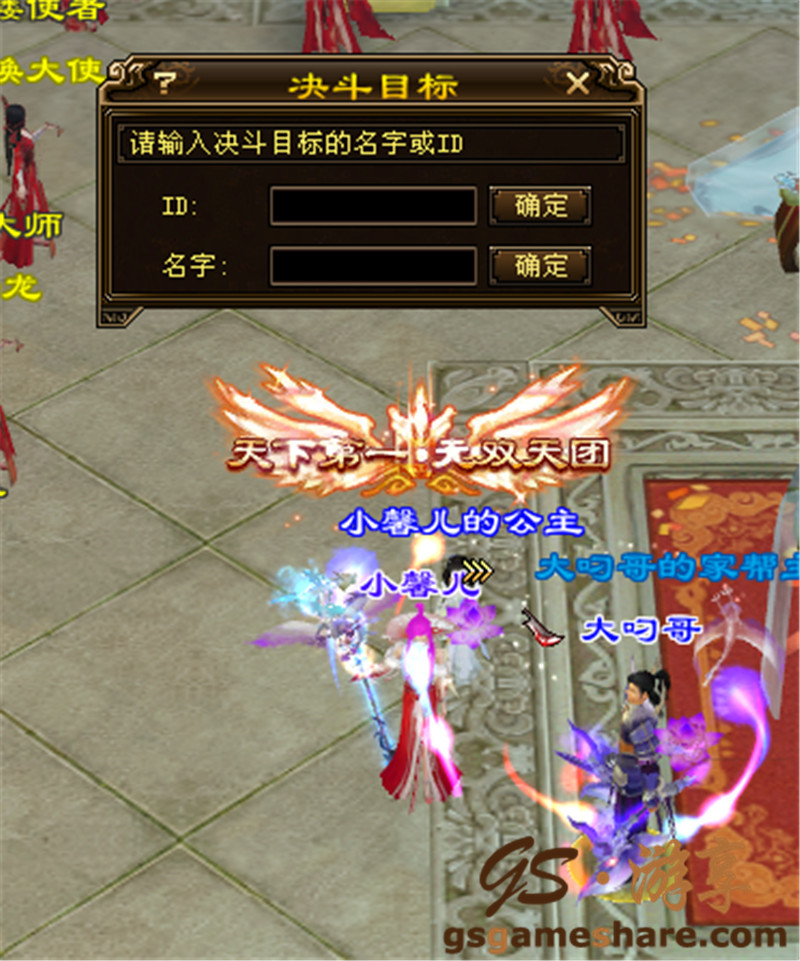 使者
换大使
决斗目标
请输入决斗目标的名字或ID
ID:
确定
大师
名字:
确定
龙
天下第一·无双天团
小馨儿的公主
大叼哥的家帮主
小馨儿
大叼哥
GS·游享
gsgameshare.com